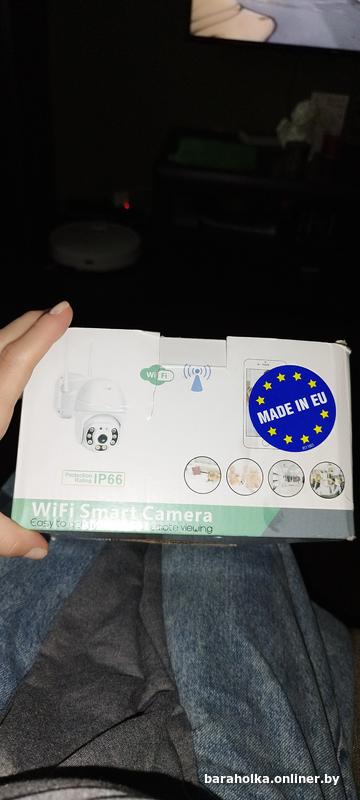 WiFi
MADE IN EU
Protection
Rating IP66
WiFi Smart Camera
Easy to remote viewing
baraholka.onliner.by